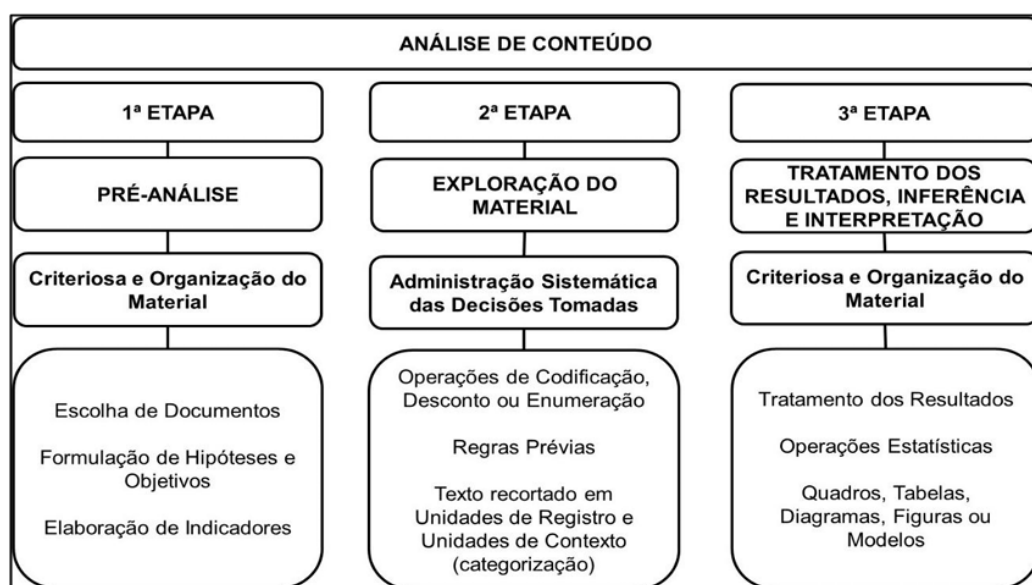 ANÁLISE DE CONTEÚDO
1ª ETAPA
PRÉ-ANÁLISE
Criteriosa e Organização do
Material
Escolha de Documentos
Formulação de Hipóteses e
Objetivos
Elaboração de Indicadores
2ª ETAPA
EXPLORAÇÃO DO
MATERIAL
Administração Sistemática
das Decisões Tomadas
Operações de Codificação,
Desconto ou Enumeração
Regras Prévias
Texto recortado em
Unidades de Registro e
Unidades de Contexto
(categorização)
3ª ETAPA
TRATAMENTO DOS
RESULTADOS, INFERÊNCIA
E INTERPRETAÇÃO
Criteriosa e Organização do
Material
Tratamento dos Resultados
Operações Estatísticas
Quadros, Tabelas,
Diagramas, Figuras ou
Modelos